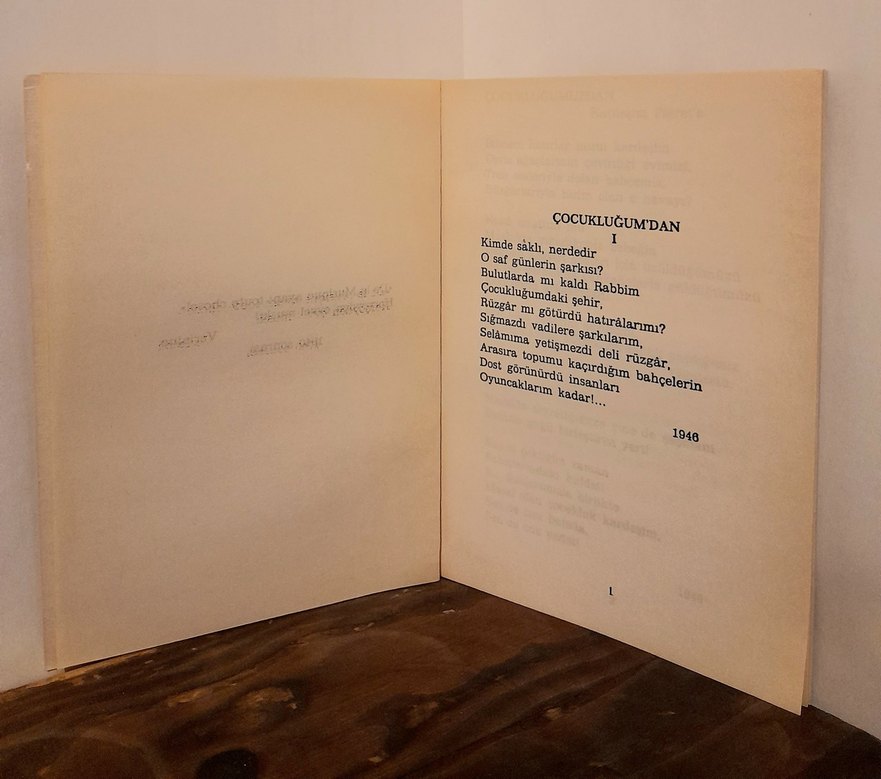 ÇOCUKLUĞUM'DAN
I
Kimde sâklı, nerdedir
O saf günlerin şarkısı?
Bulutlarda mı kaldı Rabbim
Çocukluğumdaki şehir,
Rüzgâr mı götürdü hatırâlarımı?
Sığmazdı vadilere şarkılarım,
Selâmıma yetişmezdi deli rüzgâr,
Arasıra topumu kaçırdığım bahçelerin
Dost görünürdü insanları
Oyuncaklarım kadar!...
1946
1